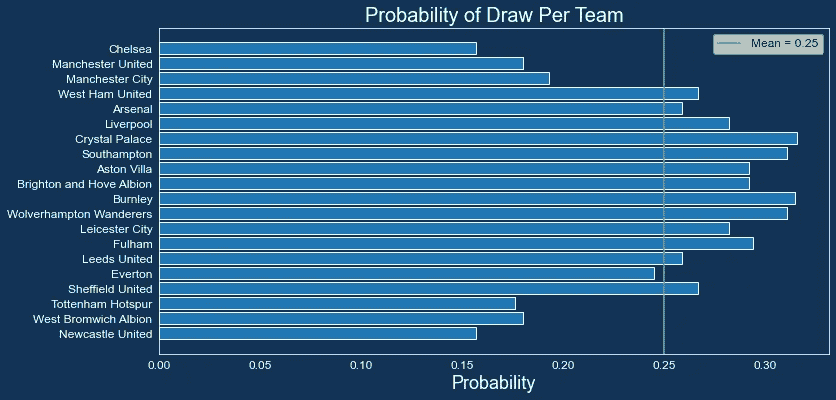 Probability of Draw Per Team
Mean = 0.25
Chelsea
Manchester United
Manchester City
West Ham United
Arsenal
Liverpool
Crystal Palace
Southampton
Aston Villa
Brighton and Hove Albion
Burnley
Wolverhampton Wanderers
Leicester City
Fulham
Leeds United
Everton
Sheffield United
Tottenham Hotspur
West Bromwich Albion
Newcastle United
0.00 0.05 0.10 0.15 0.20 0.25 0.30
Probability